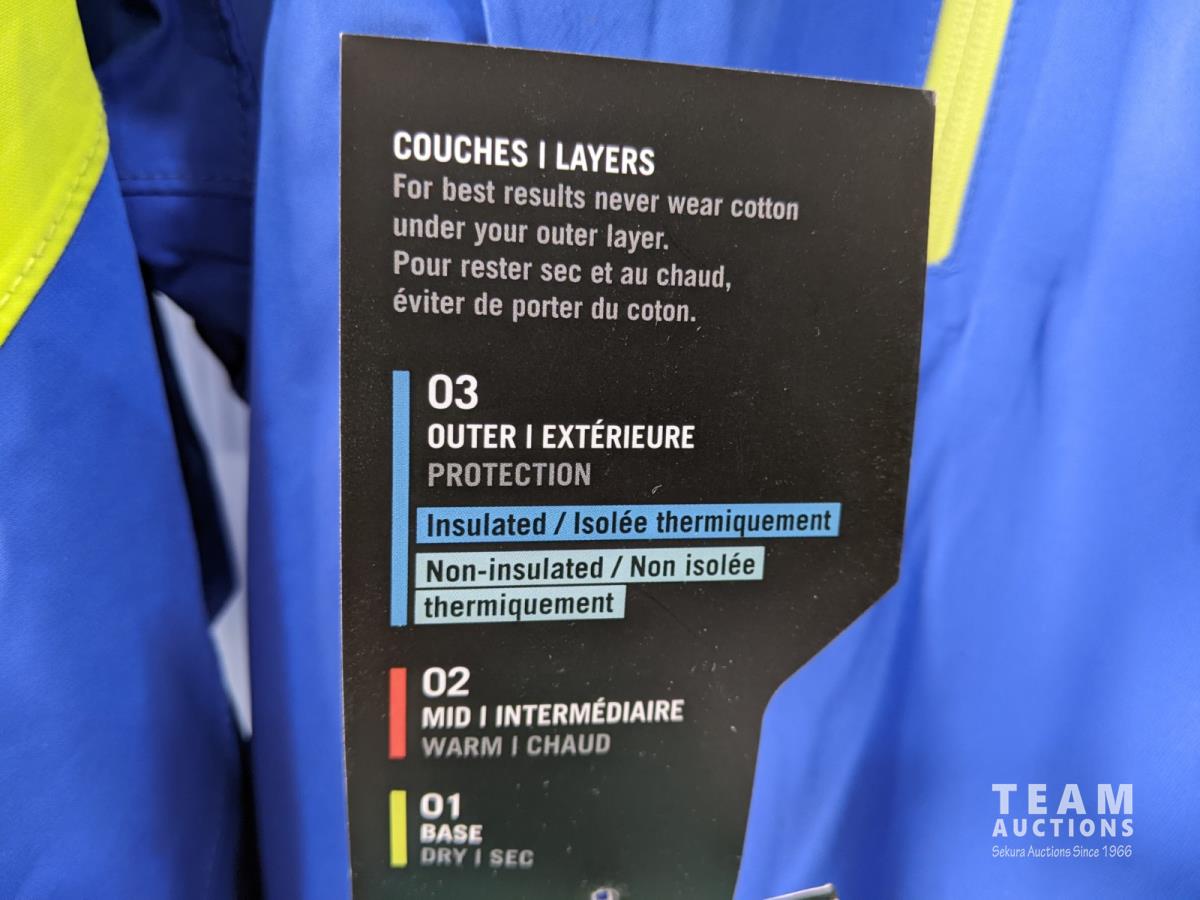 COUCHES | LAYERS
For best results never wear cotton
under your outer layer.
Pour rester sec et au chaud,
éviter de porter du coton.
03
OUTER | EXTÉRIEURE
PROTECTION
Insulated / Isolée thermiquement
Non-insulated / Non isolée
thermiquement
02
MID | INTERMÉDIAIRE
WARM | CHAUD
01
BASE
DRY | SEC
TEAM
AUCTIONS
Sekura Auctions Since 1966